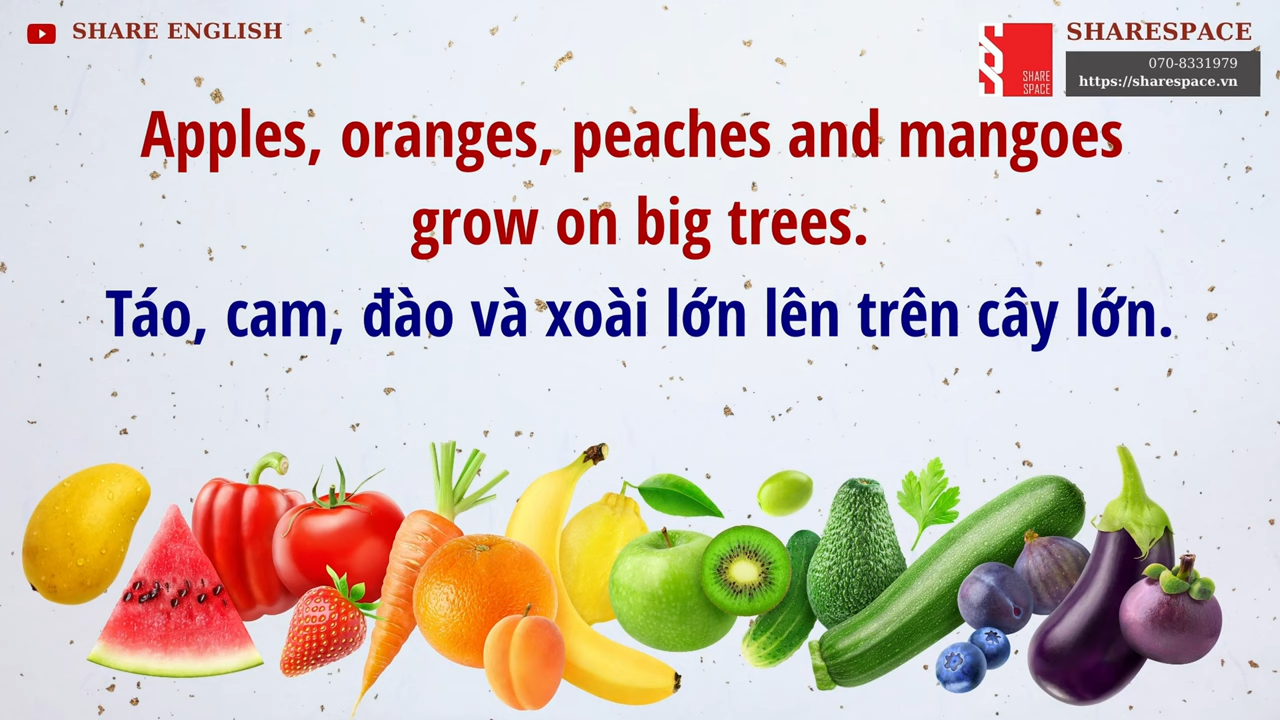 SHARE ENGLISH
SHARE
SPACE
SHARESPACE
070-8331979
https://sharespace.vn
Apples, oranges, peaches and mangoes
grow on big trees.
Táo, cam, đào và xoài lớn lên trên cây lớn.